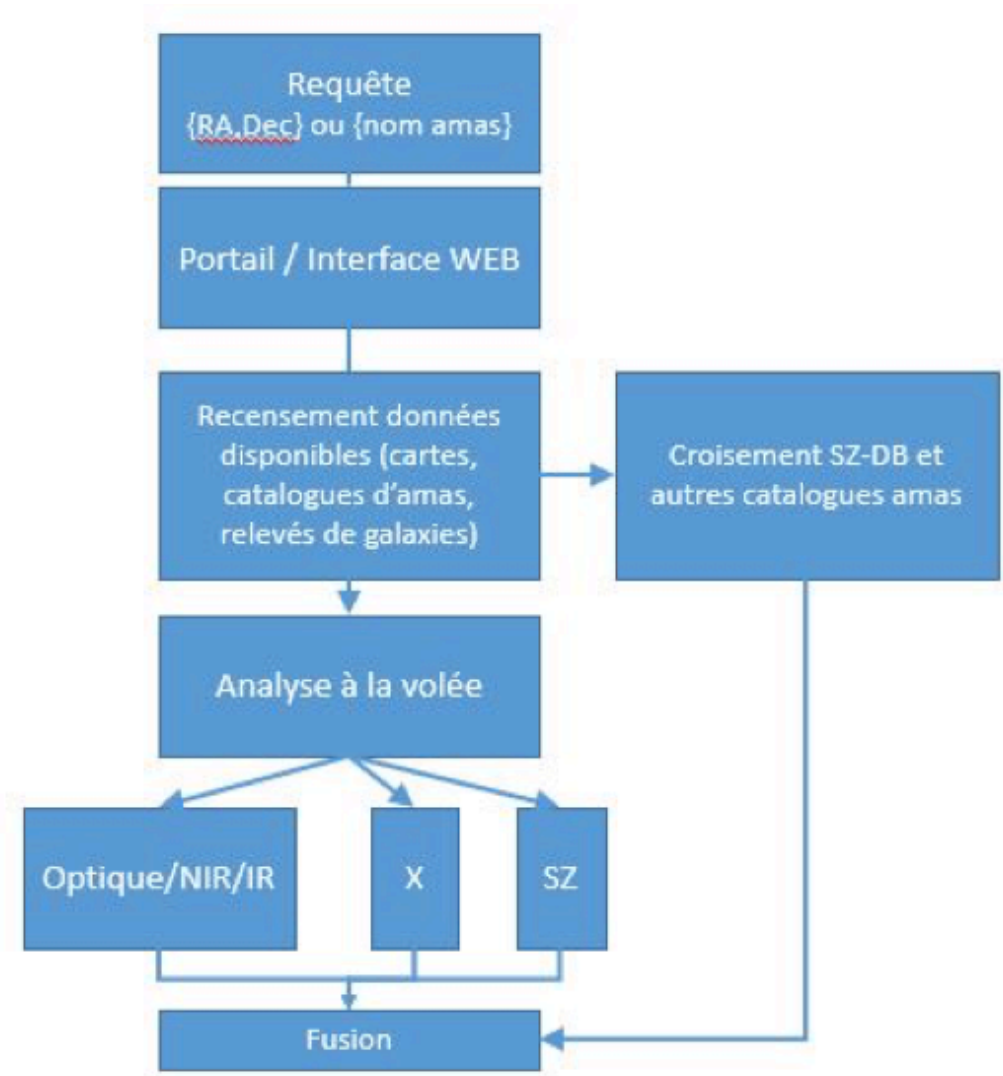 Requête
{RA,Dec} ou {nom amas}
Portail / Interface WEB
Recensement données
disponibles (cartes,
catalogues d'amas,
relevés de galaxies)
Croisement SZ-DB et
autres catalogues amas
Analyse à la volée
Optique/NIR/IR
X
SZ
Fusion